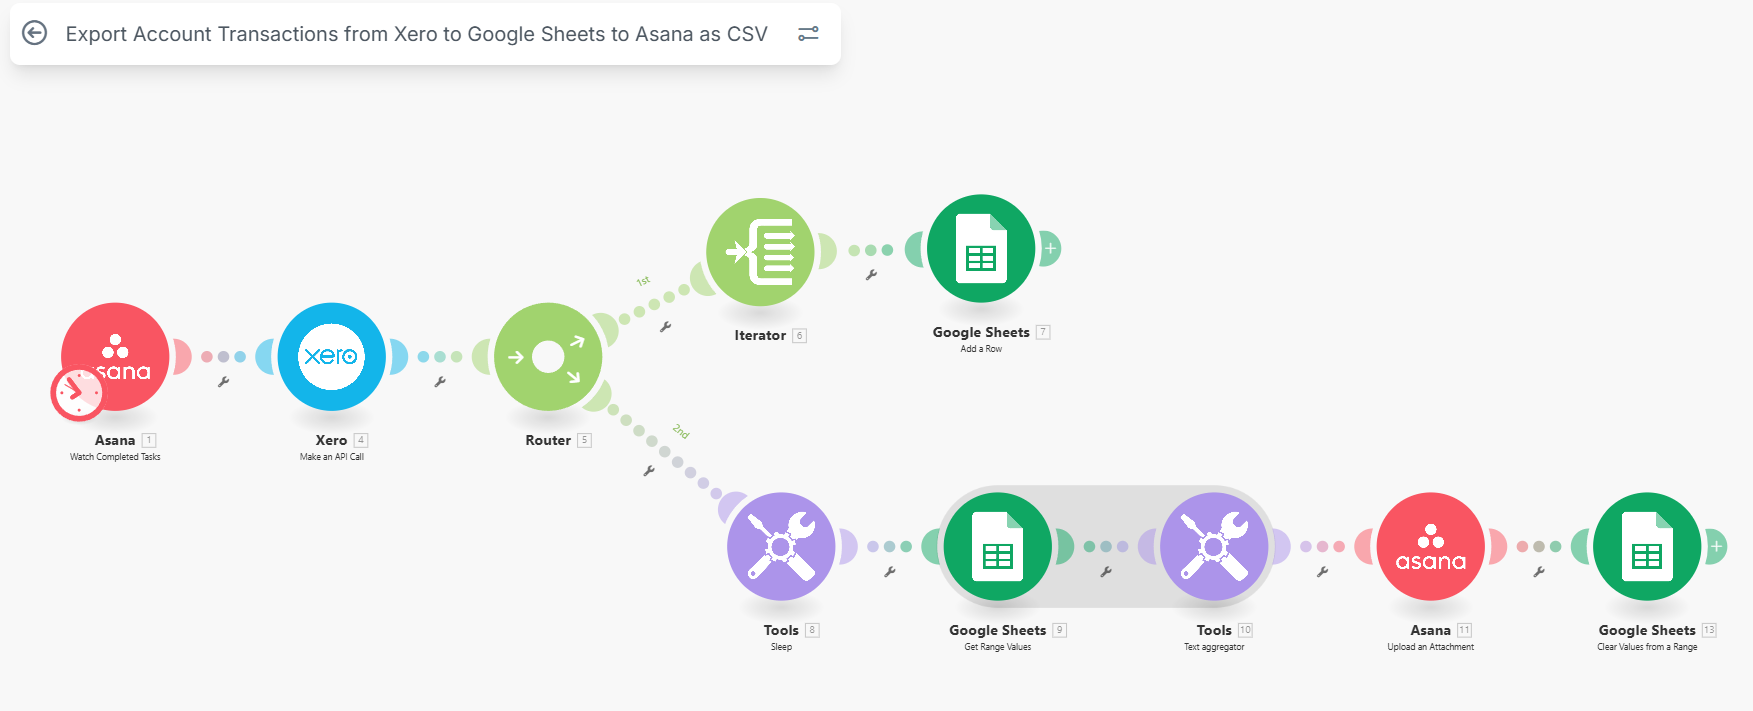 Export Account Transactions from Xero to Google Sheets to Asana as CSV
asana
Asana 1
Watch Completed Tasks
xero
Xero 4
Make an API Call
Router 5
1st
2nd
Iterator 6
Google Sheets 7
Add a Row
Tools 8
Sleep
Google Sheets 9
Get Range Values
Tools 10
Text aggregator
asana
Asana 11
Upload an Attachment
Google Sheets 13
Clear Values from a Range